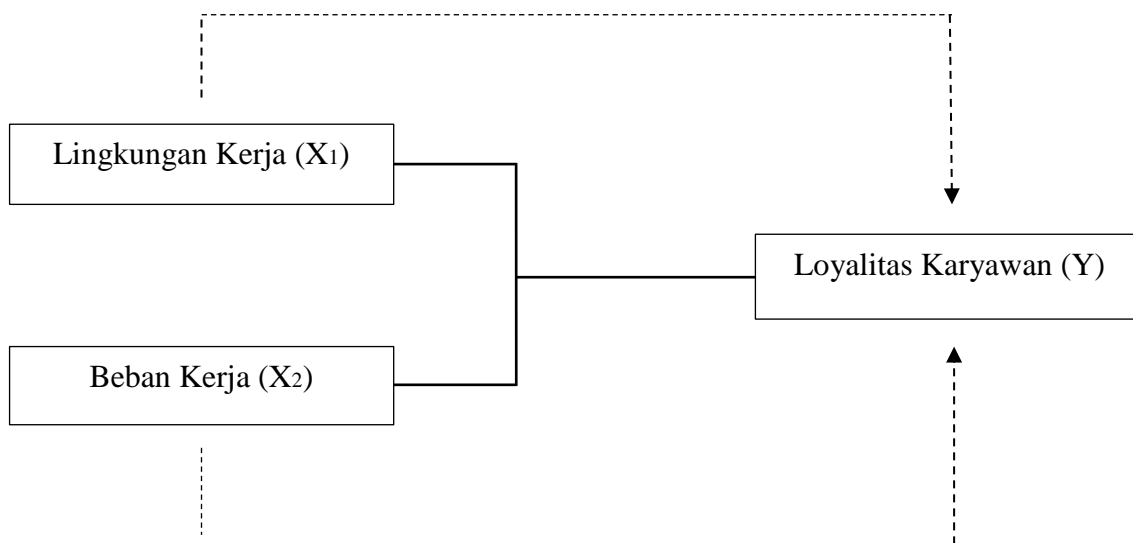 Lingkungan Kerja (X1)
Loyalitas Karyawan (Y)
Beban Kerja (X2)